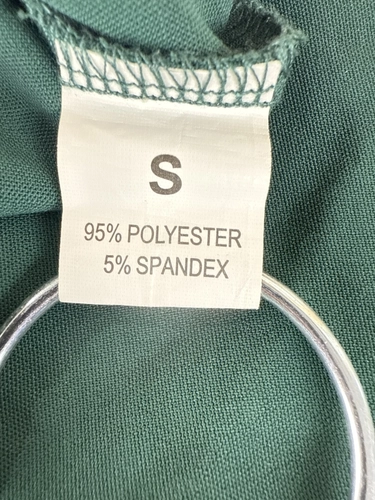 S
95% POLYESTER
5% SPANDEX